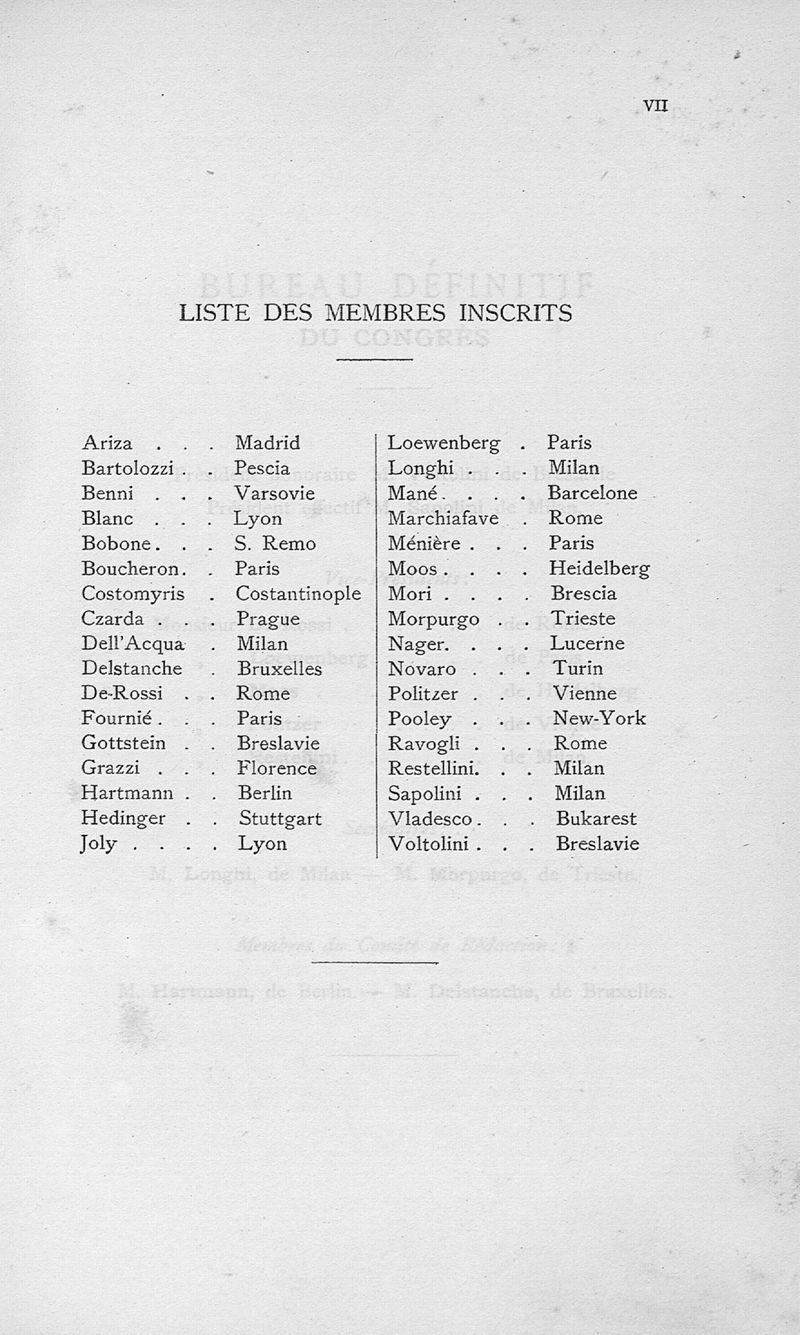 VII
LISTE DES MEMBRES INSCRITS
Ariza . . . Madrid
Bartolozzi . . Pescia
Benni . . . Varsovie
Blanc . . . Lyon
Bobone . . . S. Remo
Boucheron . . Paris
Costomyris . Costantinople
Czarda . . . Prague
Dell'Acqua . Milan
Delstanche . Bruxelles
De-Rossi . . Rome
Fournié . . . Paris
Gottstein . . Breslavie
Grazzi . . . Florence
Hartmann . . Berlin
Hedinger . . Stuttgart
Joly . . . . Lyon
Loewenberg . Paris
Longhi . . . Milan
Mané . . . . Barcelone
Marchiafave . Rome
Ménière . . . Paris
Moos . . . . Heidelberg
Mori . . . . Brescia
Morpurgo . . Trieste
Nager. . . . Lucerne
Novaro . . . Turin
Politzer . . . Vienne
Pooley . . . New-York
Ravogli . . . Rome
Restellini. . . Milan
Sapolini . . . Milan
Vladesco . . . Bukarest
Voltolini . . . Breslavie